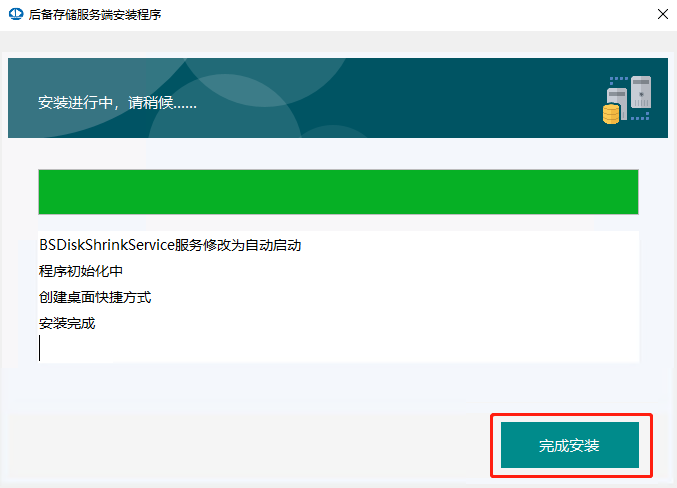 后备存储服务端安装程序
安装进行中，请稍候......
BSDiskShrinkService服务修改为自动启动
程序初始化中
创建桌面快捷方式
安装完成
完成安装